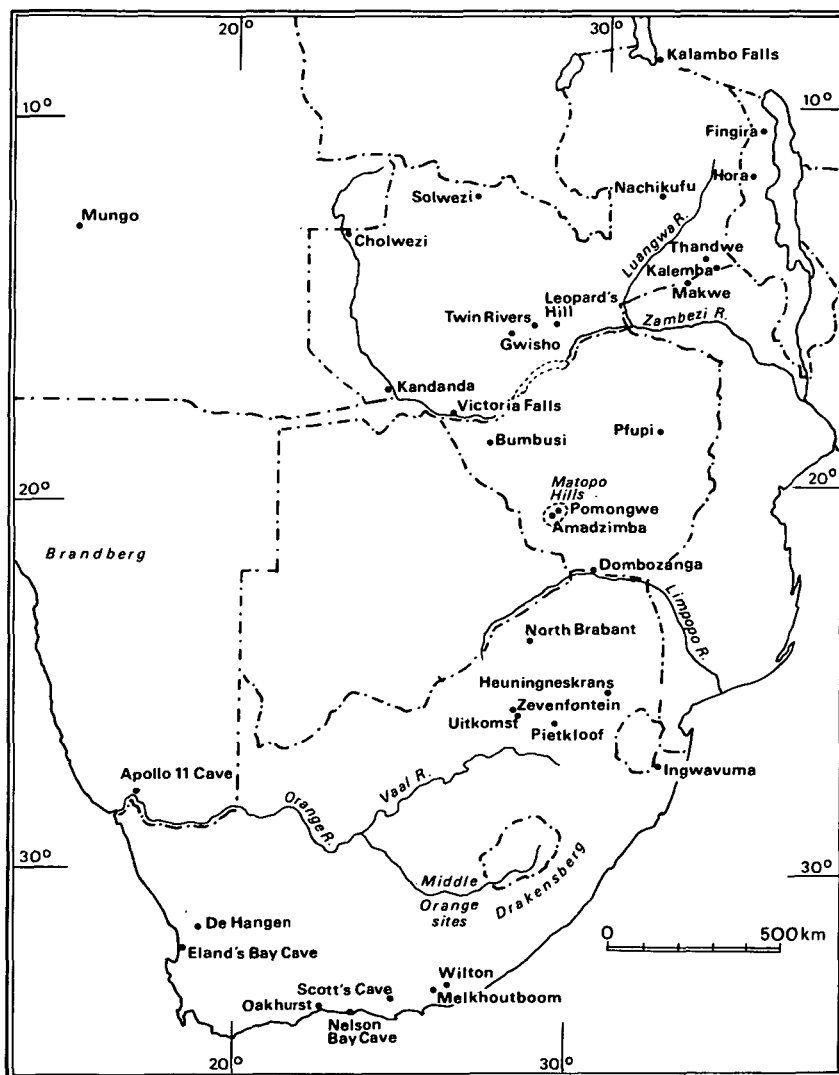 20° 30°
Kalambo Falls
10° 10°
Fingira
Hora
Solwezi
Nachikufu
Mungo
Cholwezi
Luangwa R.
Thandwe
Kalemba
Leopard's
Hill
Makwe
Twin Rivers
Zambezi R.
Gwisho
Kandanda
Victoria Falls
Bumbusi
Pfupi
Matopo
Hills
20° 20°
Pomongwe
Amadzimba
Brandberg
Dombozanga
Limpopo R.
North Brabant
Heuningneskrans
Zevenfontein
Uitkomst
Pietkloof
Apollo 11 Cave
Ingwavuma
Vaal R.
Orange R.
30° 30°
Middle
Orange
sites
Drakensberg
De Hangen
0 500km
Eland's Bay Cave
Wilton
Scott's Cave
Melkhoutboom
Oakhurst
Nelson
Bay Cave
20° 30°